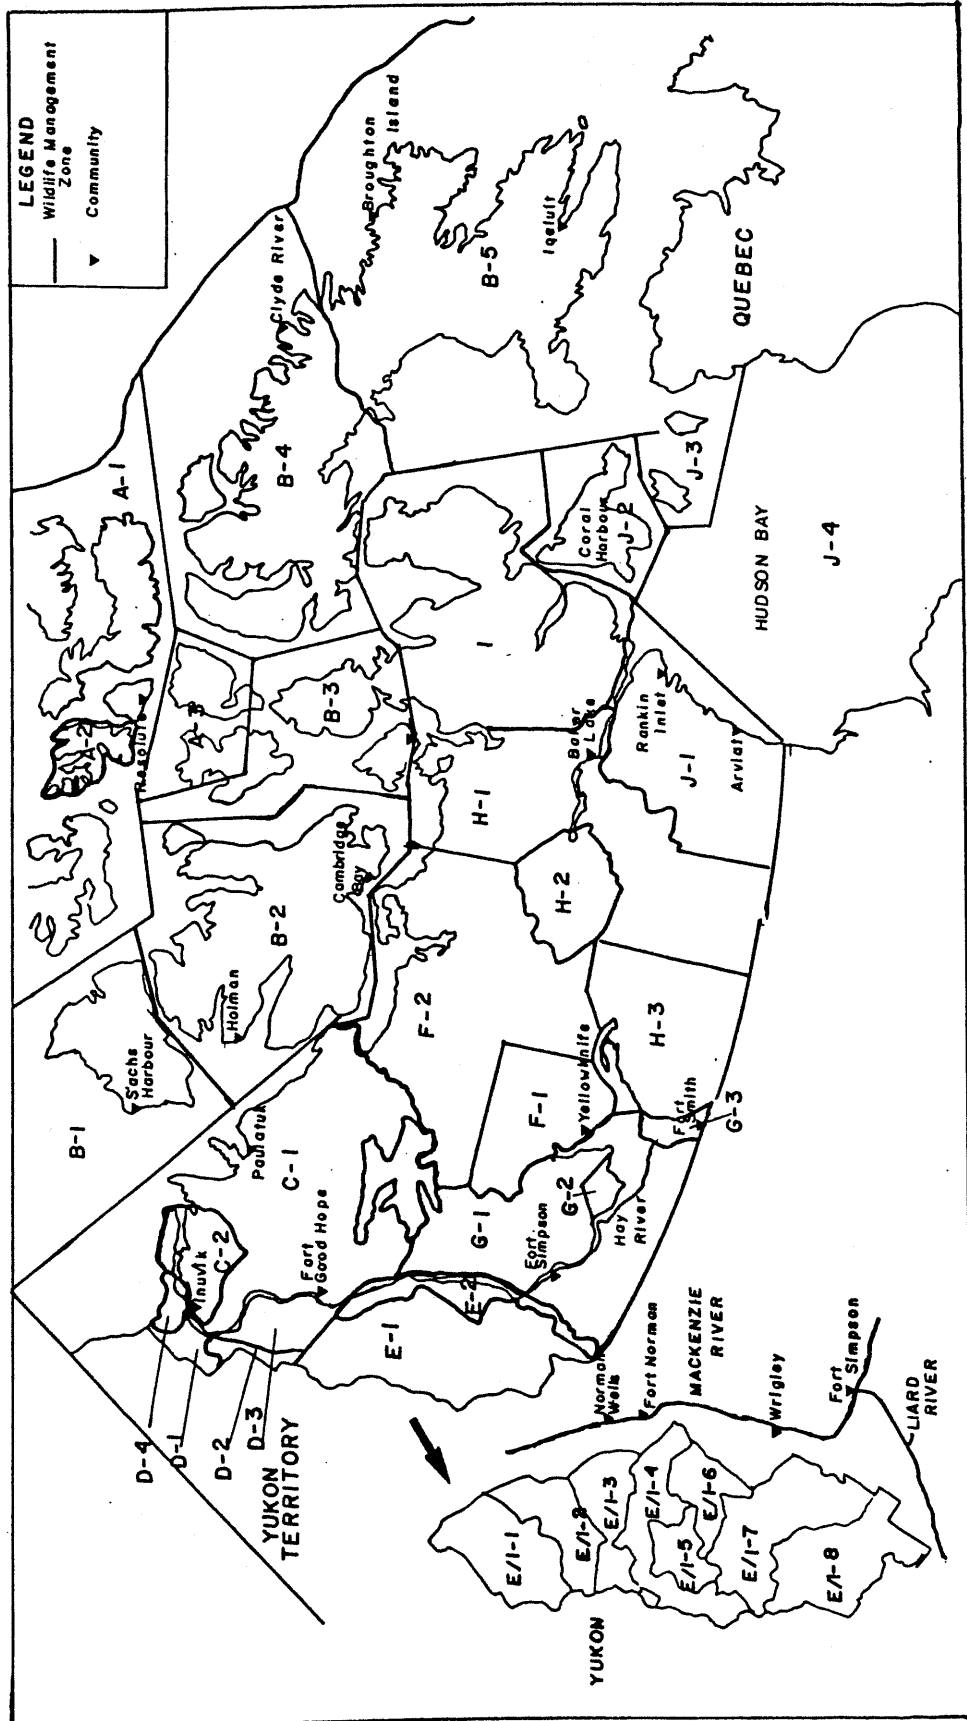 LEGEND
Wildlife Management
Zone
Community
A-1
A-2
A-3
Resolute
B-1
Sachs
Harbour
B-2
Holman
Cambridge
Bay
B-3
B-4
Clyde River
Broughton
Island
B-5
Iqaluit
QUEBEC
C-1
Paulatuk
Fort
Good Hope
C-2
Inuvik
D-4
D-1
D-2
D-3
YUKON
TERRITORY
E-1
E-2
F-1
F-2
Yellowknife
G-1
Fort
Simpson
G-2
Hay
River
Fort
Smith
G-3
H-1
H-2
H-3
Baker
Lake
I
Coral
Harbour
J-2
J-3
HUDSON BAY
J-4
Rankin
Inlet
J-1
Arviat
Norman
Wells
Fort Norman
MACKENZIE
RIVER
Wrigley
Fort
Simpson
LIARD
RIVER
YUKON
E/1-1
E/1-2
E/1-3
E/1-4
E/1-5
E/1-6
E/1-7
E/1-8